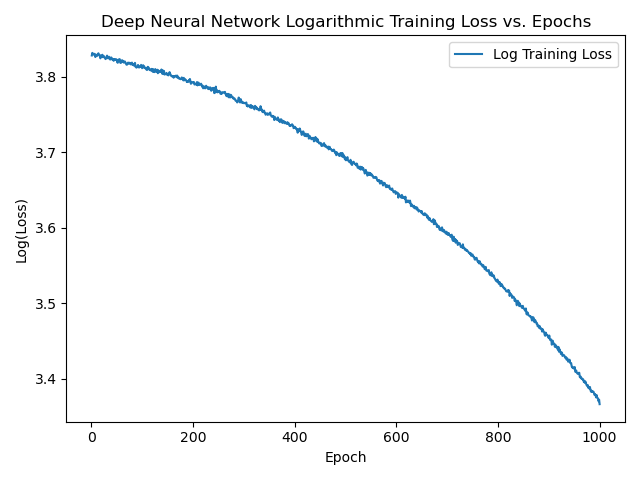 Deep Neural Network Logarithmic Training Loss vs. Epochs
Log Training Loss
3.8
3.7
3.6
3.5
3.4
Log(Loss)
0 200 400 600 800 1000
Epoch